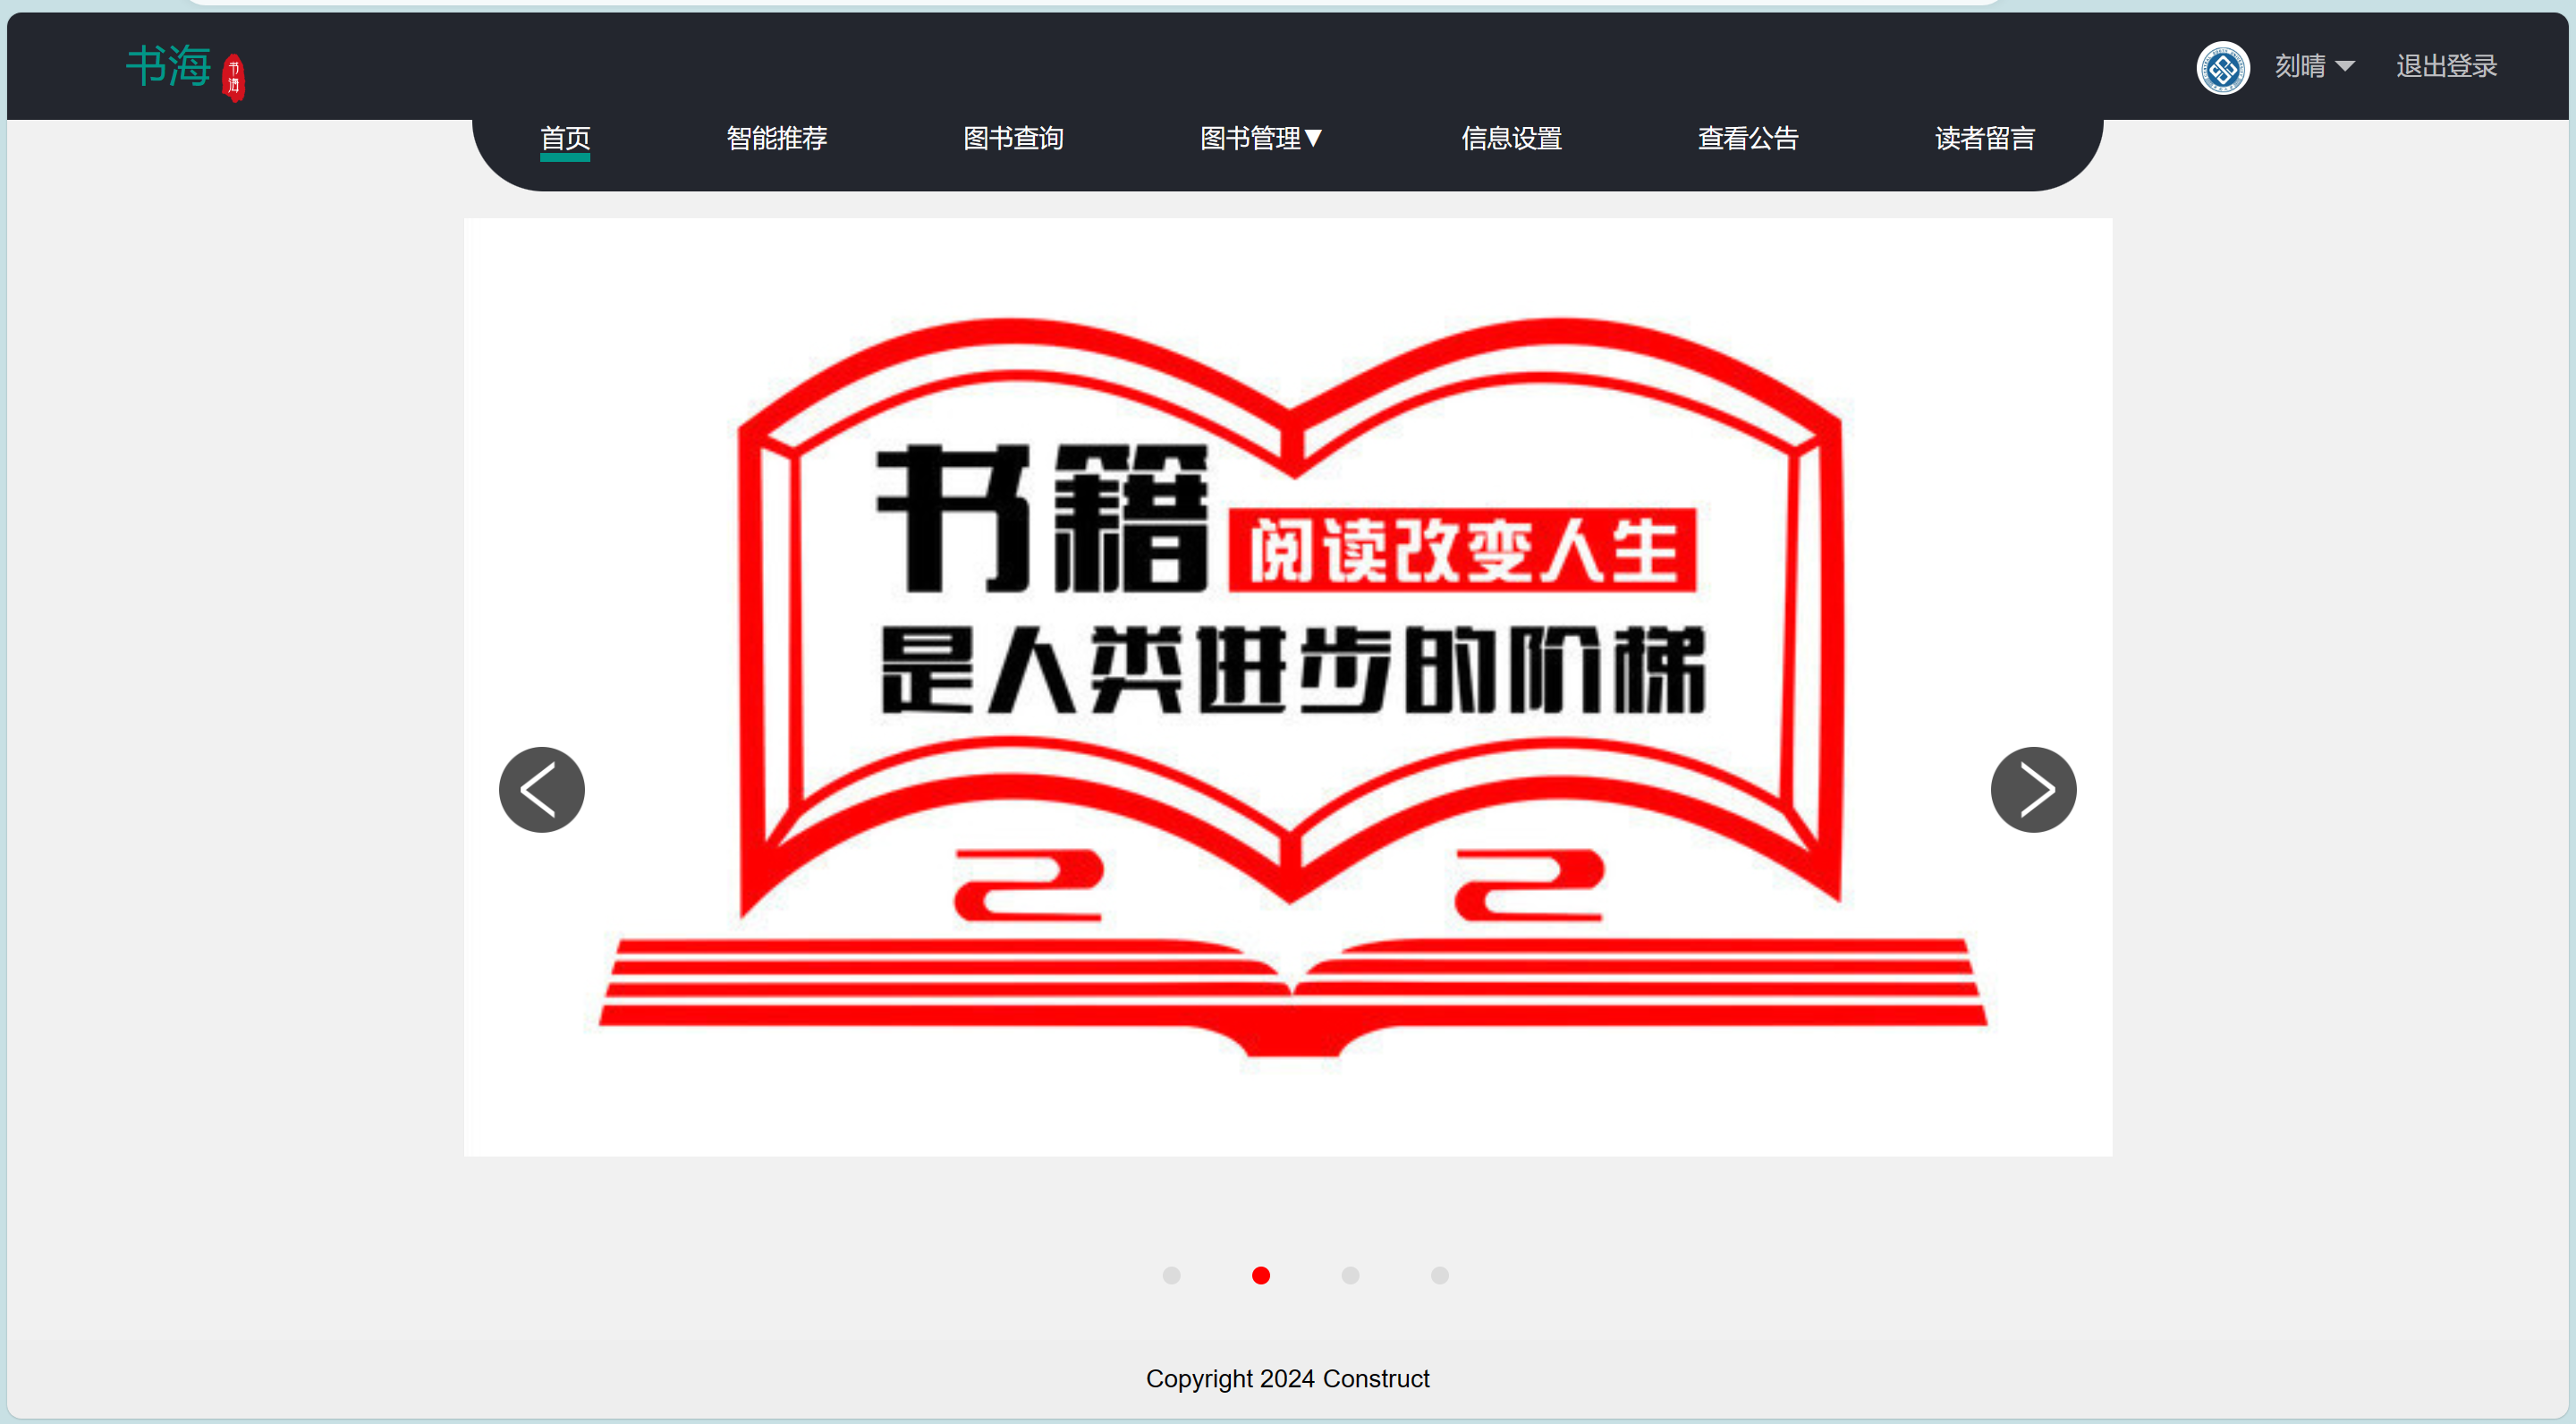 书海 书海
刻晴 退出登录
首页 智能推荐 图书查询 图书管理▼ 信息设置 查看公告 读者留言
书籍 阅读改变人生
是人类进步的阶梯
Copyright 2024 Construct